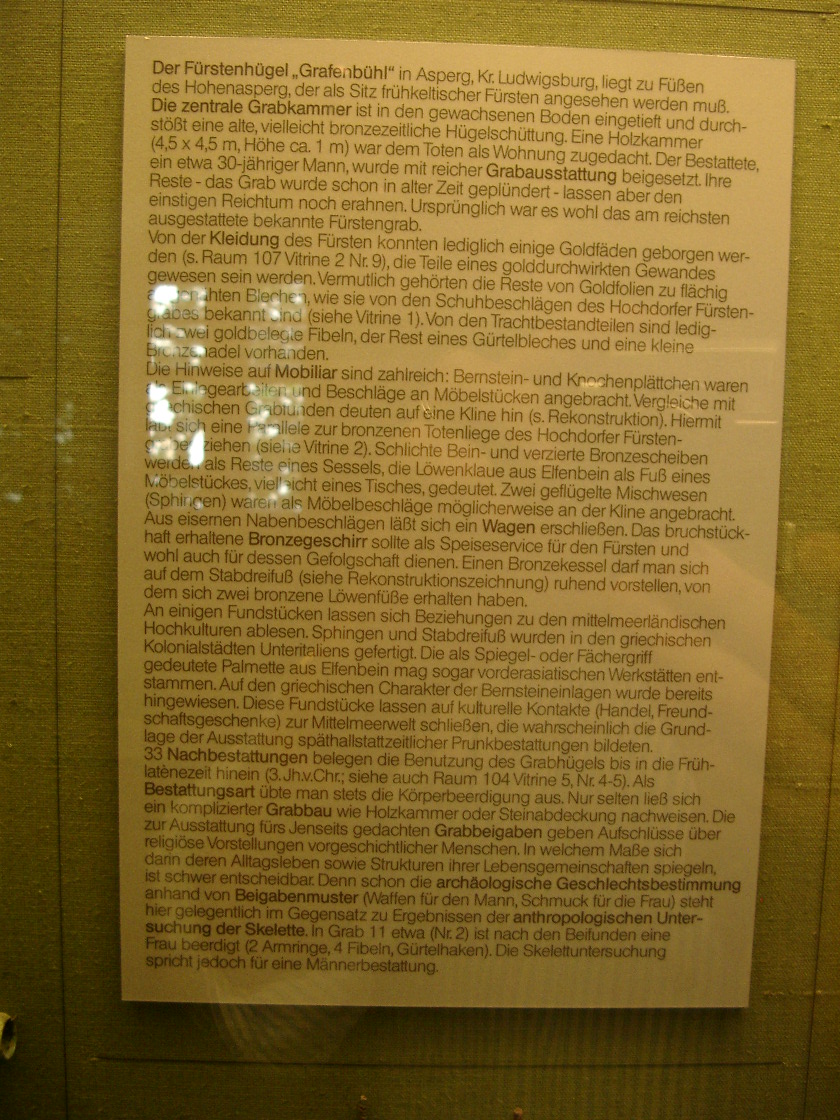 Der Fürstenhügel „Grafenbühl“ in Asperg, Kr. Ludwigsburg, liegt zu Füßen
des Hohenasperg, der als Sitz frühkeltischer Fürsten angesehen werden muß.
Die zentrale Grabkammer ist in den gewachsenen Boden eingetieft und durch-
stößt eine alte, vielleicht bronzezeitliche Hügelschüttung. Eine Holzkammer
(4,5 x 4,5 m, Höhe ca. 1 m) war dem Toten als Wohnung zugedacht. Der Bestattete,
ein etwa 30-jähriger Mann, wurde mit reicher Grabausstattung beigesetzt. Ihre
Reste - das Grab wurde schon in alter Zeit geplündert - lassen aber den
einstigen Reichtum noch erahnen. Ursprünglich war es wohl das am reichsten
ausgestattete bekannte Fürstengrab.
Von der Kleidung des Fürsten konnten lediglich einige Goldfäden geborgen wer-
den (s. Raum 107 Vitrine 2 Nr. 9), die Teile eines golddurchwirkten Gewandes
gewesen sein werden. Vermutlich gehörten die Reste von Goldfolien zu flächig
aufgenähten Blechen, wie sie von den Schuhbeschlägen des Hochdorfer Fürsten-
grabes bekannt sind (siehe Vitrine 1). Von den Trachtbestandteilen sind ledig-
lich zwei goldbelegte Fibeln, der Rest eines Gürtelbleches und eine kleine
Bronzenadel vorhanden.
Die Hinweise auf Mobiliar sind zahlreich: Bernstein- und Knochenplättchen waren
als Einlegearbeiten und Beschläge an Möbelstücken angebracht. Vergleiche mit
griechischen Grabfunden deuten auf eine Kline hin (s. Rekonstruktion). Hiermit
läßt sich eine Parallele zur bronzenen Totenliege des Hochdorfer Fürsten-
grabes ziehen (siehe Vitrine 2). Schlichte Bein- und verzierte Bronzescheiben
werden als Reste eines Sessels, die Löwenklaue aus Elfenbein als Fuß eines
Möbelstückes, vielleicht eines Tisches, gedeutet. Zwei geflügelte Mischwesen
(Sphingen) waren als Möbelbeschläge möglicherweise an der Kline angebracht.
Aus eisernen Nabenbeschlägen läßt sich ein Wagen erschließen. Das bruchstück-
haft erhaltene Bronzegeschirr sollte als Speiseservice für den Fürsten und
wohl auch für dessen Gefolgschaft dienen. Einen Bronzekessel darf man sich
auf dem Stabdreifuß (siehe Rekonstruktionszeichnung) ruhend vorstellen, von
dem sich zwei bronzene Löwenfüße erhalten haben.
An einigen Fundstücken lassen sich Beziehungen zu den mittelmeerländischen
Hochkulturen ablesen. Sphingen und Stabdreifuß wurden in den griechischen
Kolonialstädten Unteritaliens gefertigt. Die als Spiegel- oder Fächergriff
gedeutete Palmette aus Elfenbein mag sogar vorderasiatischen Werkstätten ent-
stammen. Auf den griechischen Charakter der Bernsteineinlagen wurde bereits
hingewiesen. Diese Fundstücke lassen auf kulturelle Kontakte (Handel, Freund-
schaftsgeschenke) zur Mittelmeerwelt schließen, die wahrscheinlich die Grund-
lage der Ausstattung späthallstattzeitlicher Prunkbestattungen bildeten.
33 Nachbestattungen belegen die Benutzung des Grabhügels bis in die Früh-
latènezeit hinein (3. Jh.v.Chr.; siehe auch Raum 104 Vitrine 5, Nr. 4-5). Als
Bestattungsart übte man stets die Körperbeerdigung aus. Nur selten ließ sich
ein komplizierter Grabbau wie Holzkammer oder Steinabdeckung nachweisen. Die
zur Ausstattung fürs Jenseits gedachten Grabbeigaben geben Aufschlüsse über
religiöse Vorstellungen vorgeschichtlicher Menschen. In welchem Maße sich
darin deren Alltagsleben sowie Strukturen ihrer Lebensgemeinschaften spiegeln,
ist schwer entscheidbar. Denn schon die archäologische Geschlechtsbestimmung
anhand von Beigabenmuster (Waffen für den Mann, Schmuck für die Frau) steht
hier gelegentlich im Gegensatz zu Ergebnissen der anthropologischen Unter-
suchung der Skelette. In Grab 11 etwa (Nr. 2) ist nach den Beifunden eine
Frau beerdigt (2 Armringe, 4 Fibeln, Gürtelhaken). Die Skelettuntersuchung
spricht jedoch für eine Männerbestattung.